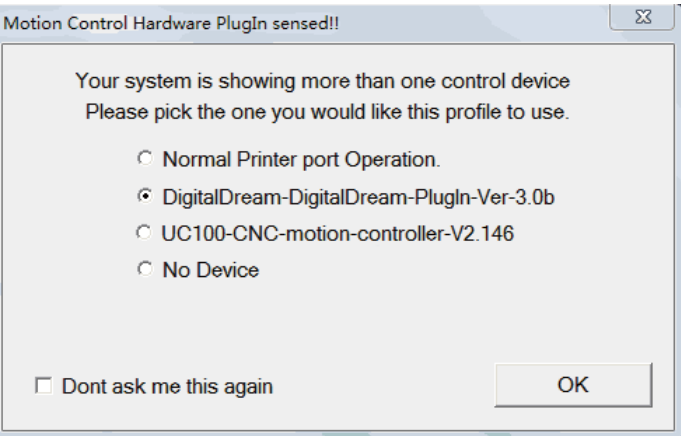 Motion Control Hardware PlugIn sensed!!
Your system is showing more than one control device
Please pick the one you would like this profile to use.
Normal Printer port Operation.
DigitalDream-DigitalDream-PlugIn-Ver-3.0b
UC100-CNC-motion-controller-V2.146
No Device
Dont ask me this again
OK